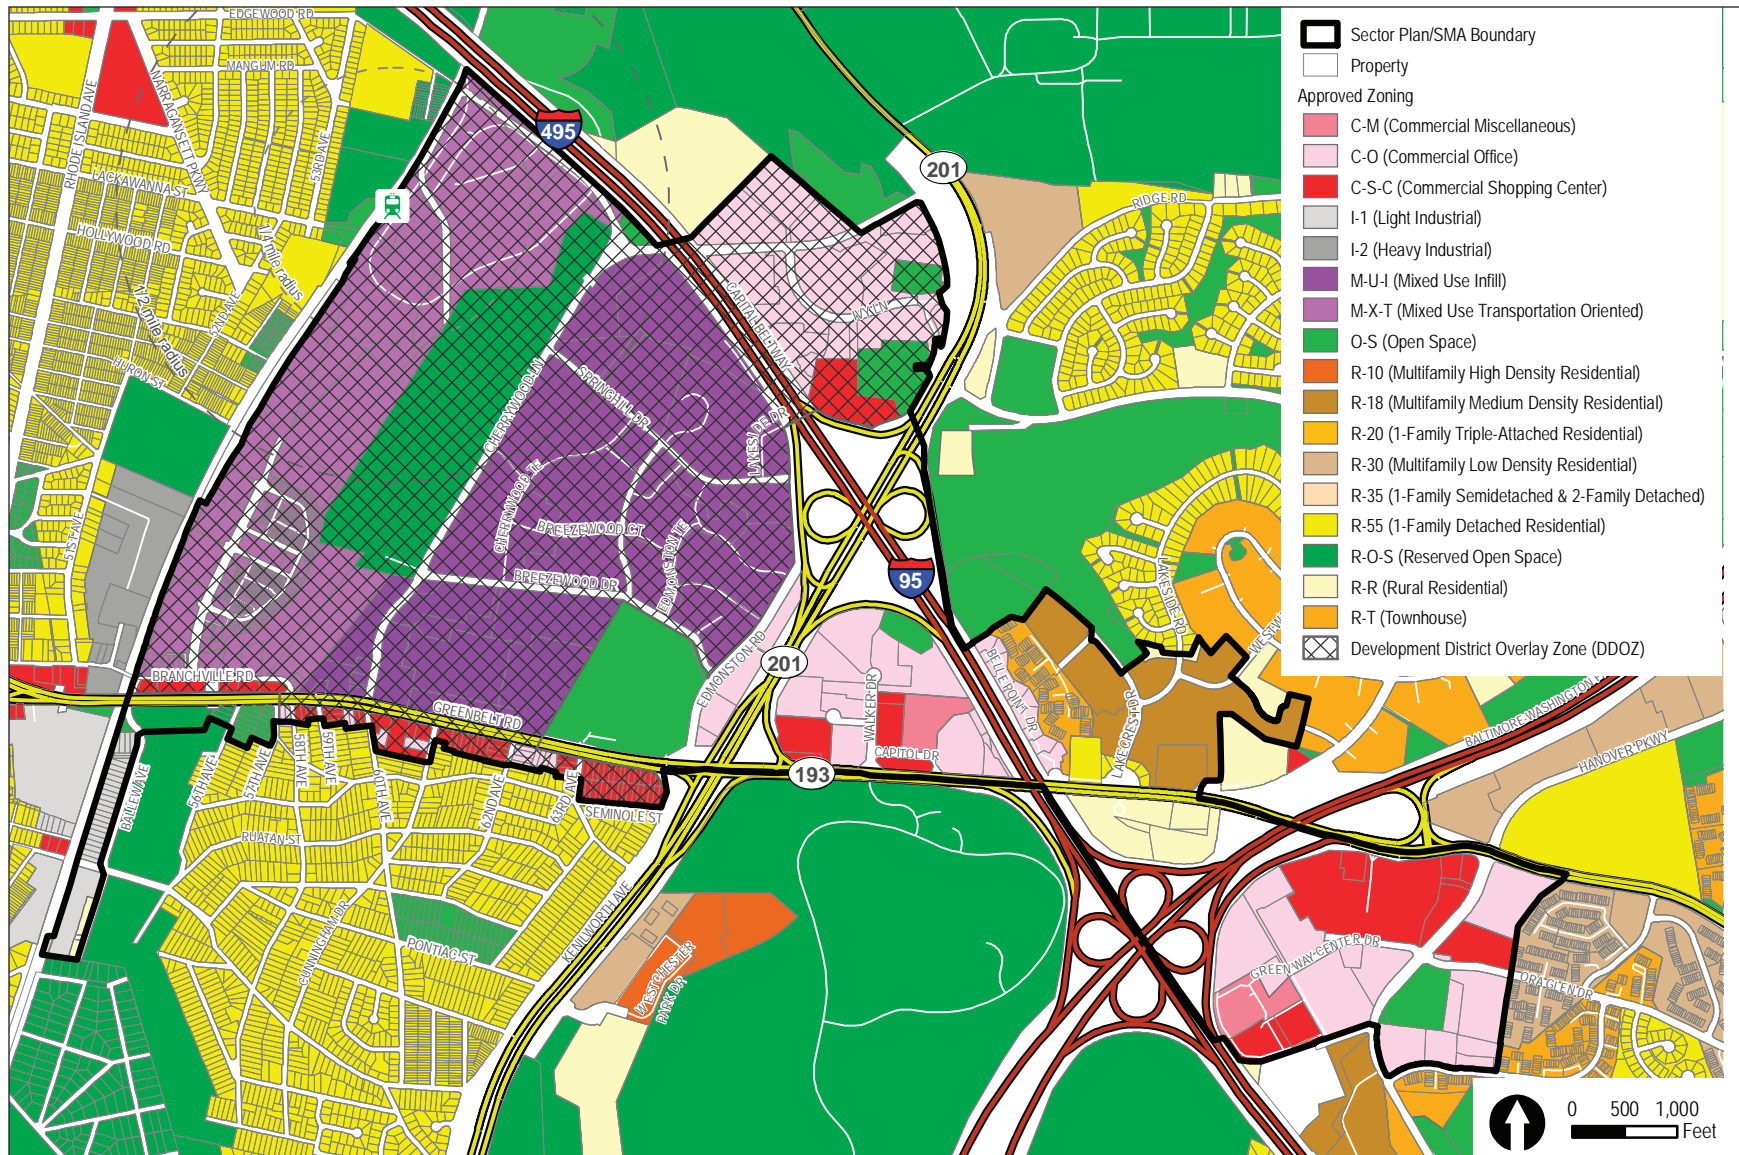 EDGEWOOD RD
MANGUM RD
RHODE ISLAND AVE
NARRAGANSETT PKWY
53RD AVE
LACKAWANNA ST
HOLLYWOOD RD
1/4 mile radius
1/2 mile radius
52ND AVE
HURON ST
51ST AVE
495
201
CAPITAL BELTWAY
IVY LN
RIDGE RD
CHERRYWOOD LN
SPRINGHILL DR
LAKESIDE DR
CHERRYWOOD TE
BREEZEWOOD CT
EDMONSTON TE
BREEZEWOOD DR
95
LAKESIDE RD
EDMONSTON RD
201
WALKER DR
BELLE POINT DR
LAKECREST DR
CAPITOL DR
BRANCHVILLE RD
GREENBELT RD
193
BALTIMORE-WASHINGTON
HANOVER PKWY
BALLEW AVE
56TH AVE
57TH AVE
58TH AVE
59TH AVE
60TH AVE
62ND AVE
63RD AVE
SEMINOLE ST
RUATAN ST
CUNNINGHAM DR
PONTIAC ST
KENILWORTH AVE
WESTCHESTER
PARK DR
GREENWAY CENTER DR
ORA GLEN DR
Sector Plan/SMA Boundary
Property
Approved Zoning
C-M (Commercial Miscellaneous)
C-O (Commercial Office)
C-S-C (Commercial Shopping Center)
I-1 (Light Industrial)
I-2 (Heavy Industrial)
M-U-I (Mixed Use Infill)
M-X-T (Mixed Use Transportation Oriented)
O-S (Open Space)
R-10 (Multifamily High Density Residential)
R-18 (Multifamily Medium Density Residential)
R-20 (1-Family Triple-Attached Residential)
R-30 (Multifamily Low Density Residential)
R-35 (1-Family Semidetached & 2-Family Detached)
R-55 (1-Family Detached Residential)
R-O-S (Reserved Open Space)
R-R (Rural Residential)
R-T (Townhouse)
Development District Overlay Zone (DDOZ)
0 500 1,000
Feet